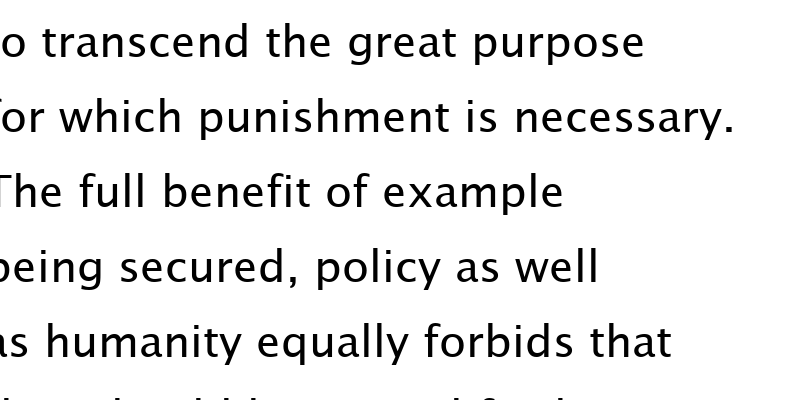 to transcend the great purpose
for which punishment is necessary.
The full benefit of example
being secured, policy as well
as humanity equally forbids that